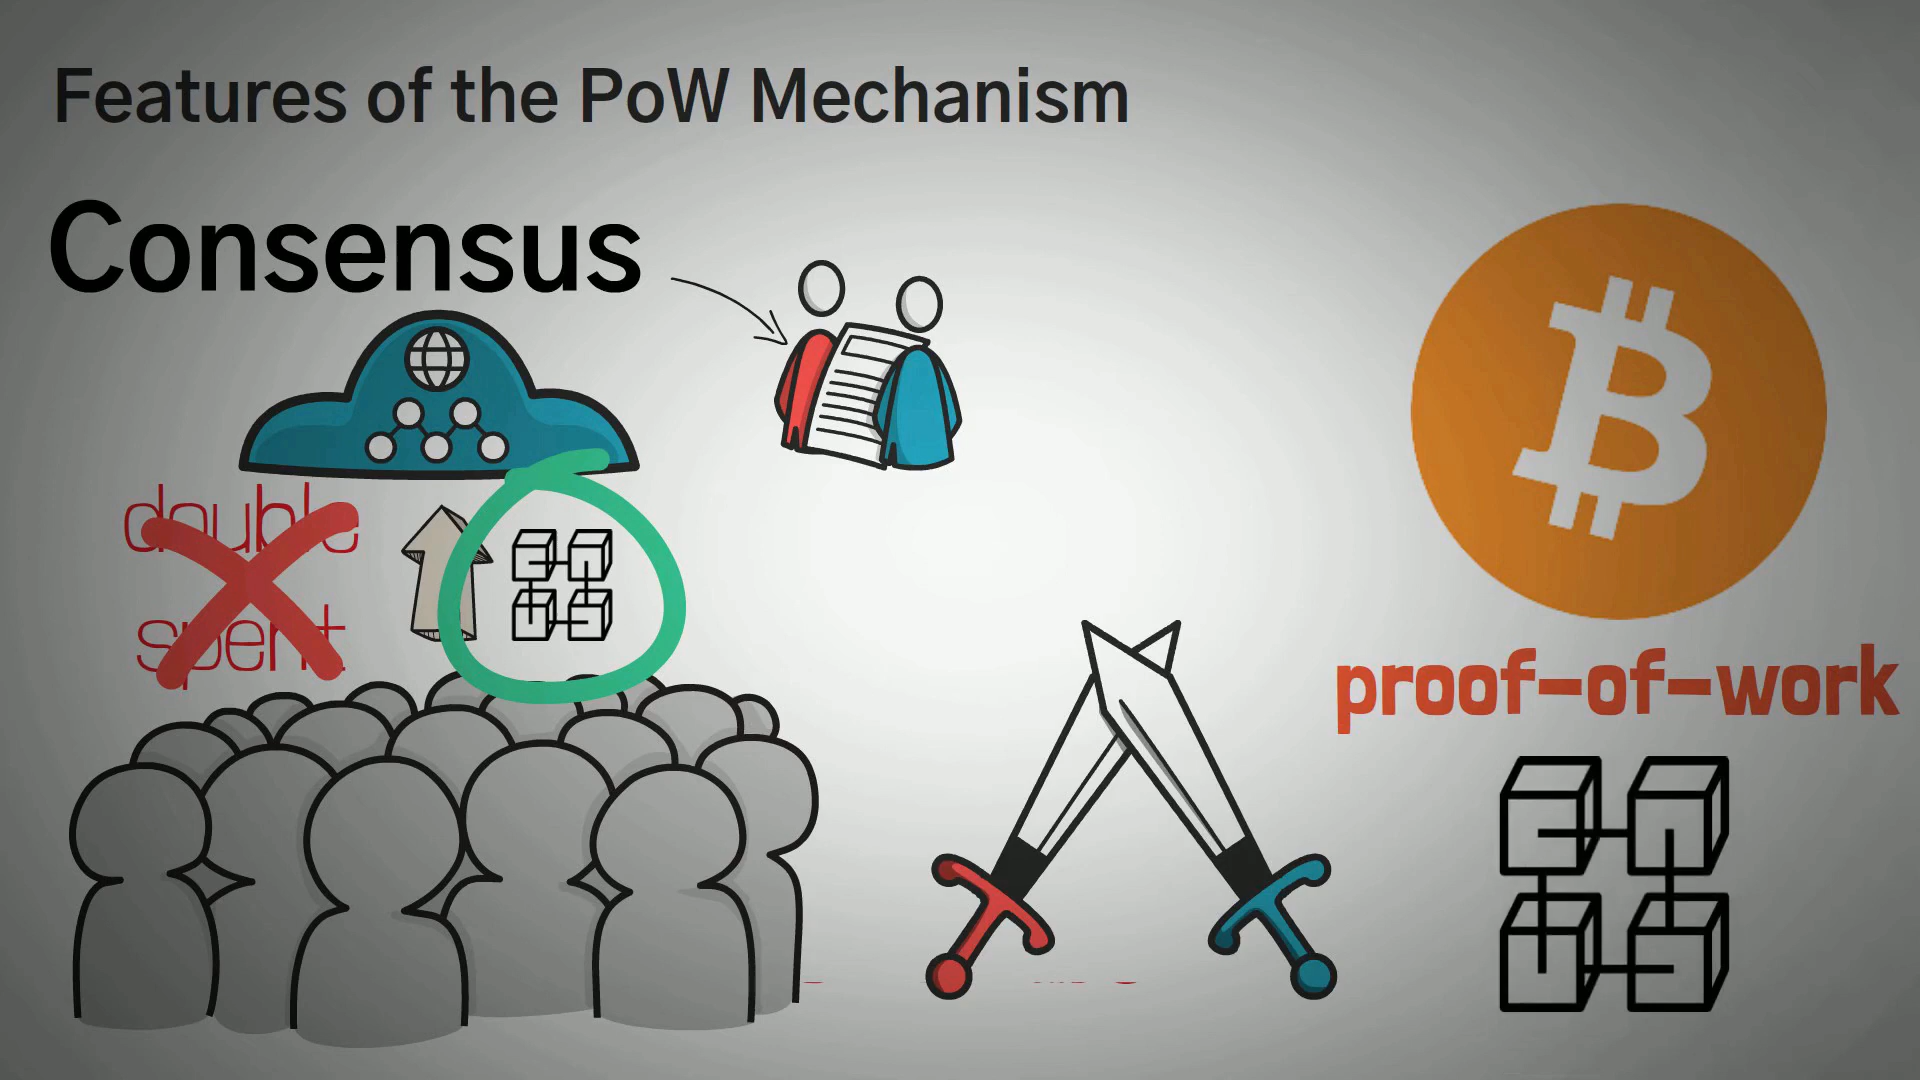 Features of the PoW Mechanism
Consensus
double
spent
proof-of-work